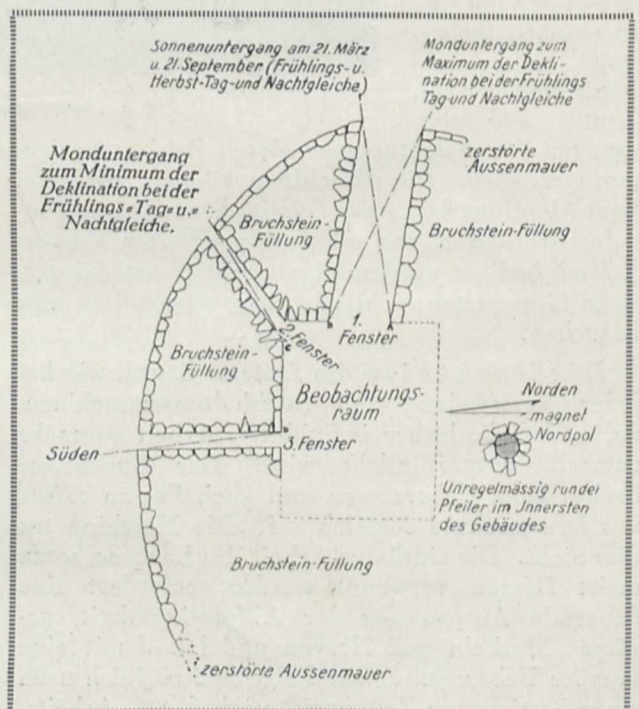 Sonnenuntergang am 21. März
u. 21. September (Frühlings- u.
Herbst-Tag-und Nachtgleiche)
Monduntergang zum
Maximum der Dekli-
nation bei der Frühlings
Tag und Nachtgleiche
Monduntergang
zum Minimum der
Deklination bei der
Frühlings-Tag-u.-
Nachtgleiche.
zerstörte
Aussenmauer
Bruchstein-
Füllung
Bruchstein-Füllung
1.
Fenster
2. Fenster
Bruchstein-
Füllung
Beobachtungs-
raum
Norden
magnet
Nordpol
Süden
3. Fenster
Unregelmässig runder
Pfeiler im Jnnersten
des Gebäudes
Bruchstein-Füllung
zerstörte Aussenmauer